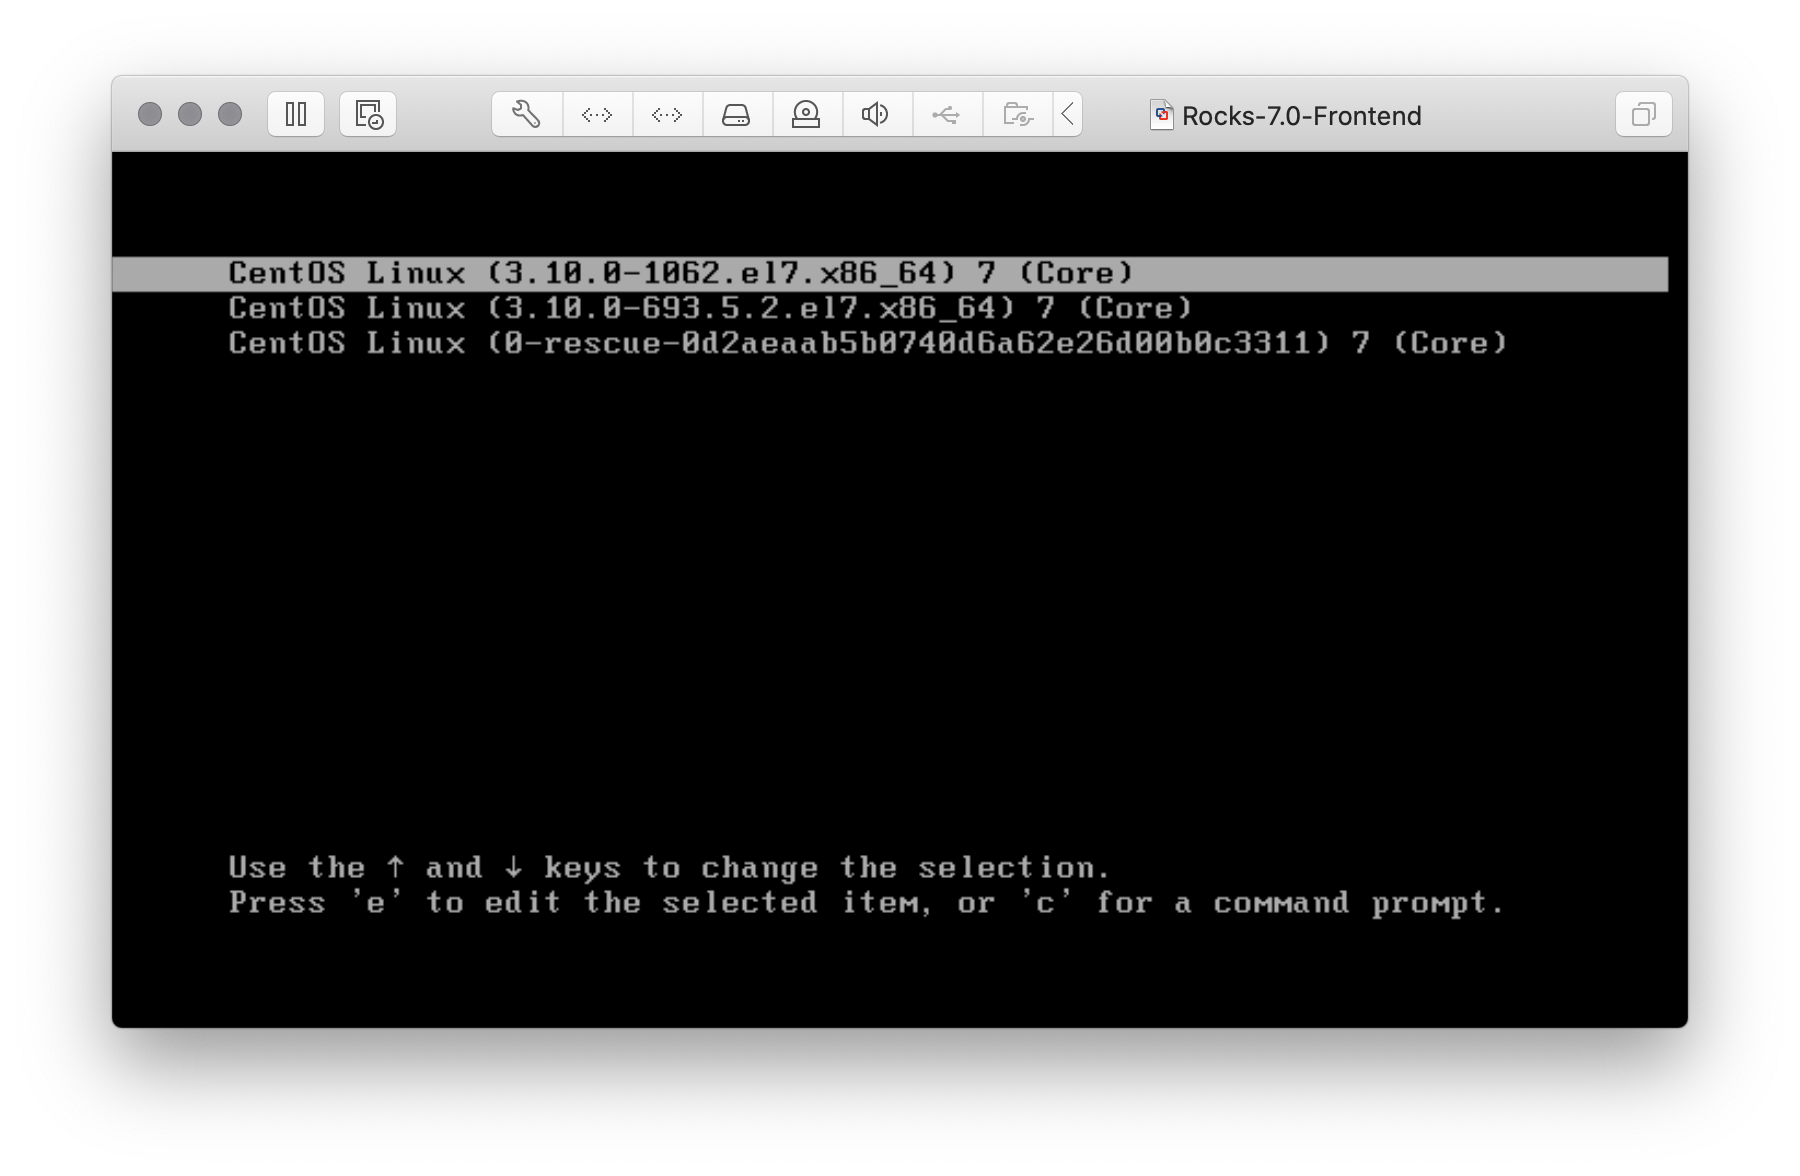 Rocks-7.0-Frontend
CentOS Linux (3.10.0-1062.el7.x86_64) 7 (Core)
CentOS Linux (3.10.0-693.5.2.el7.x86_64) 7 (Core)
CentOS Linux (0-rescue-0d2aeaab5b0740d6a62e26d00b0c3311) 7 (Core)
Use the ↑ and ↓ keys to change the selection.
Press 'e' to edit the selected item, or 'c' for a command prompt.